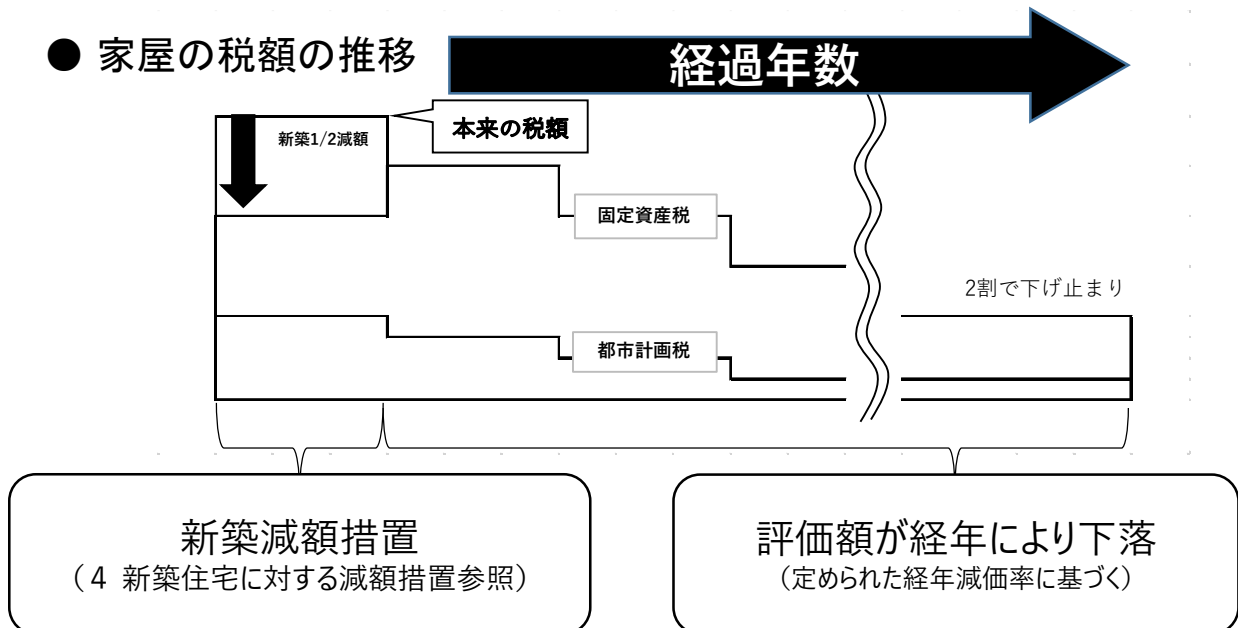 ● 家屋の税額の推移
経過年数
本来の税額
新築1/2減額
固定資産税
2割で下げ止まり
都市計画税
新築減額措置
（4 新築住宅に対する減額措置参照）
評価額が経年により下落
（定められた経年減価率に基づく）